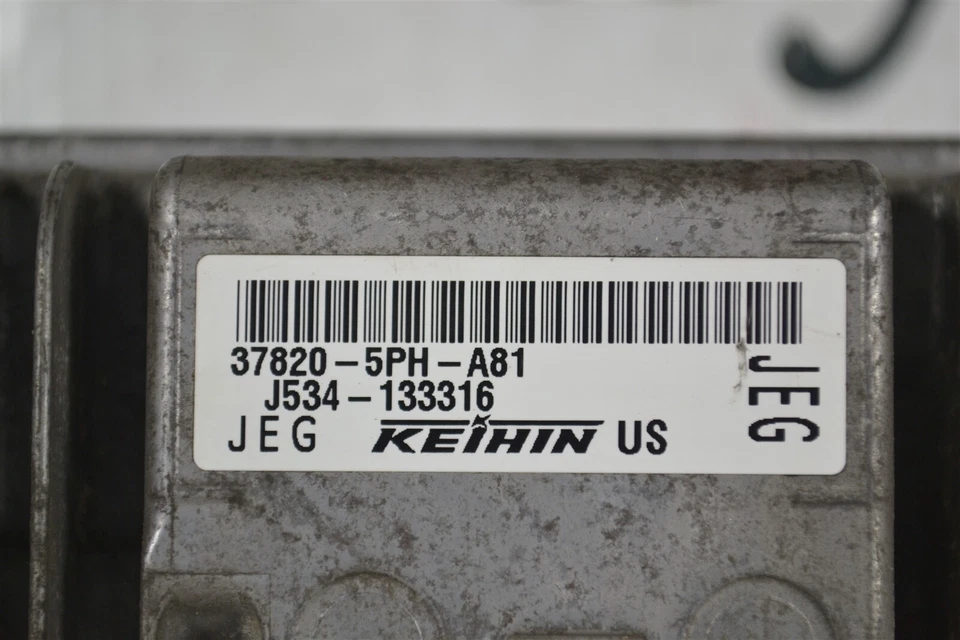 37820-5PH-A81
J534-133316
JEG KEIHIN US
JEG